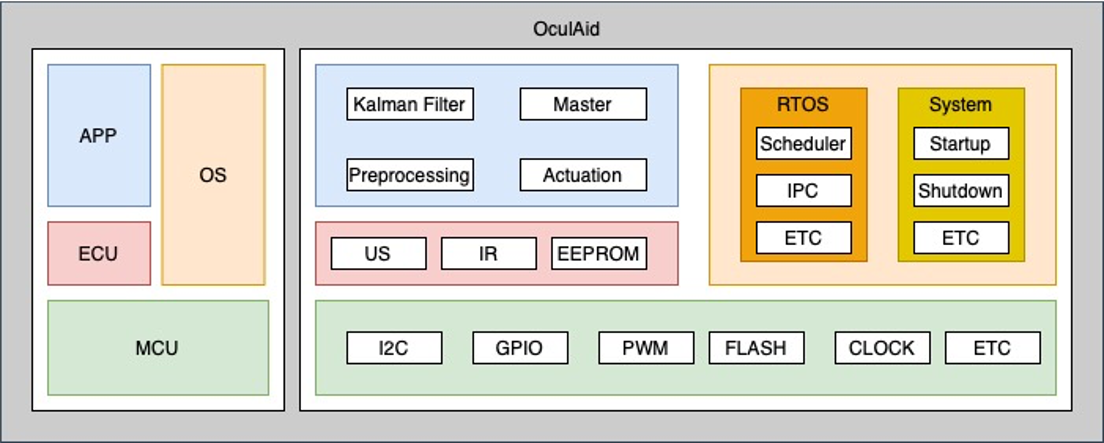 OculAid
APP
OS
ECU
MCU
Kalman Filter
Master
Preprocessing
Actuation
US
IR
EEPROM
RTOS
Scheduler
IPC
ETC
System
Startup
Shutdown
ETC
I2C
GPIO
PWM
FLASH
CLOCK
ETC